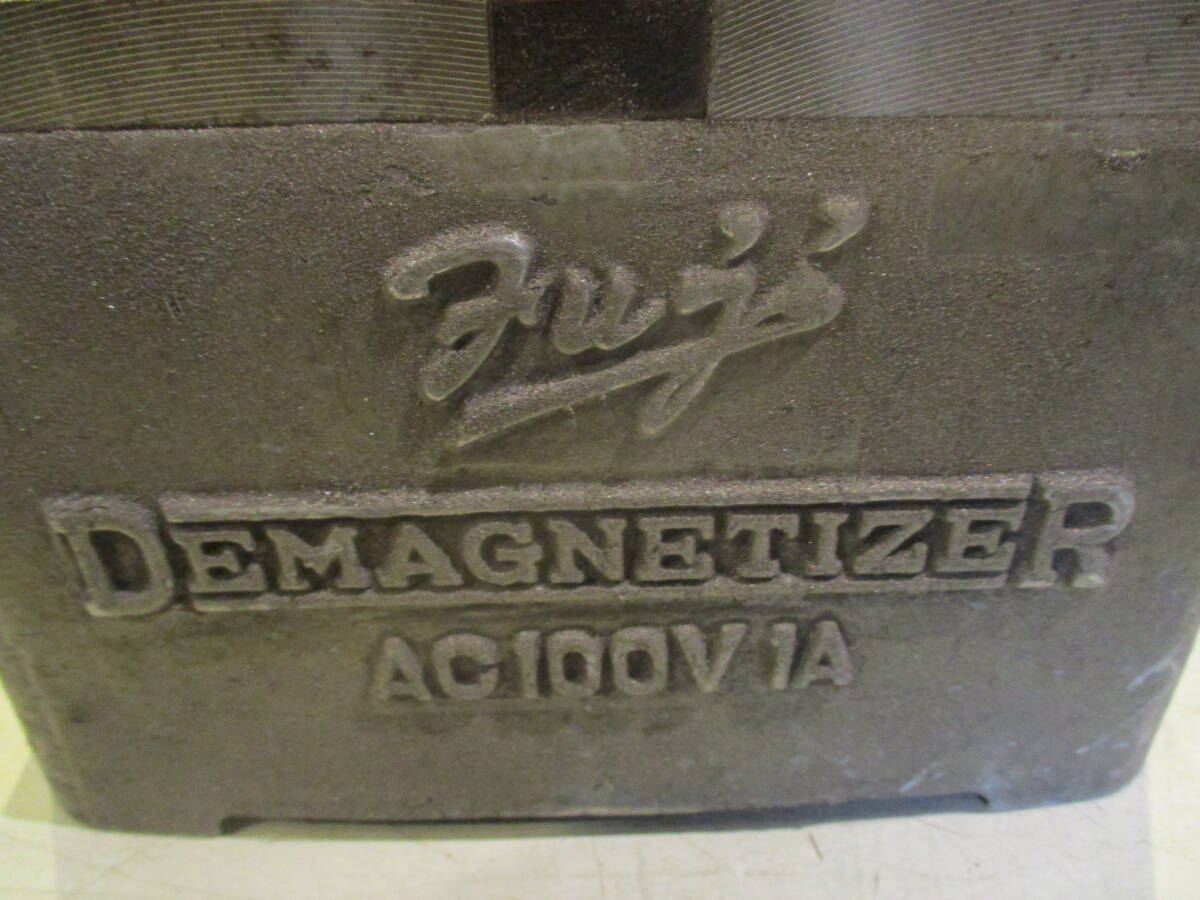 Fuji
DEMAGNETIZER
AC100V 1A